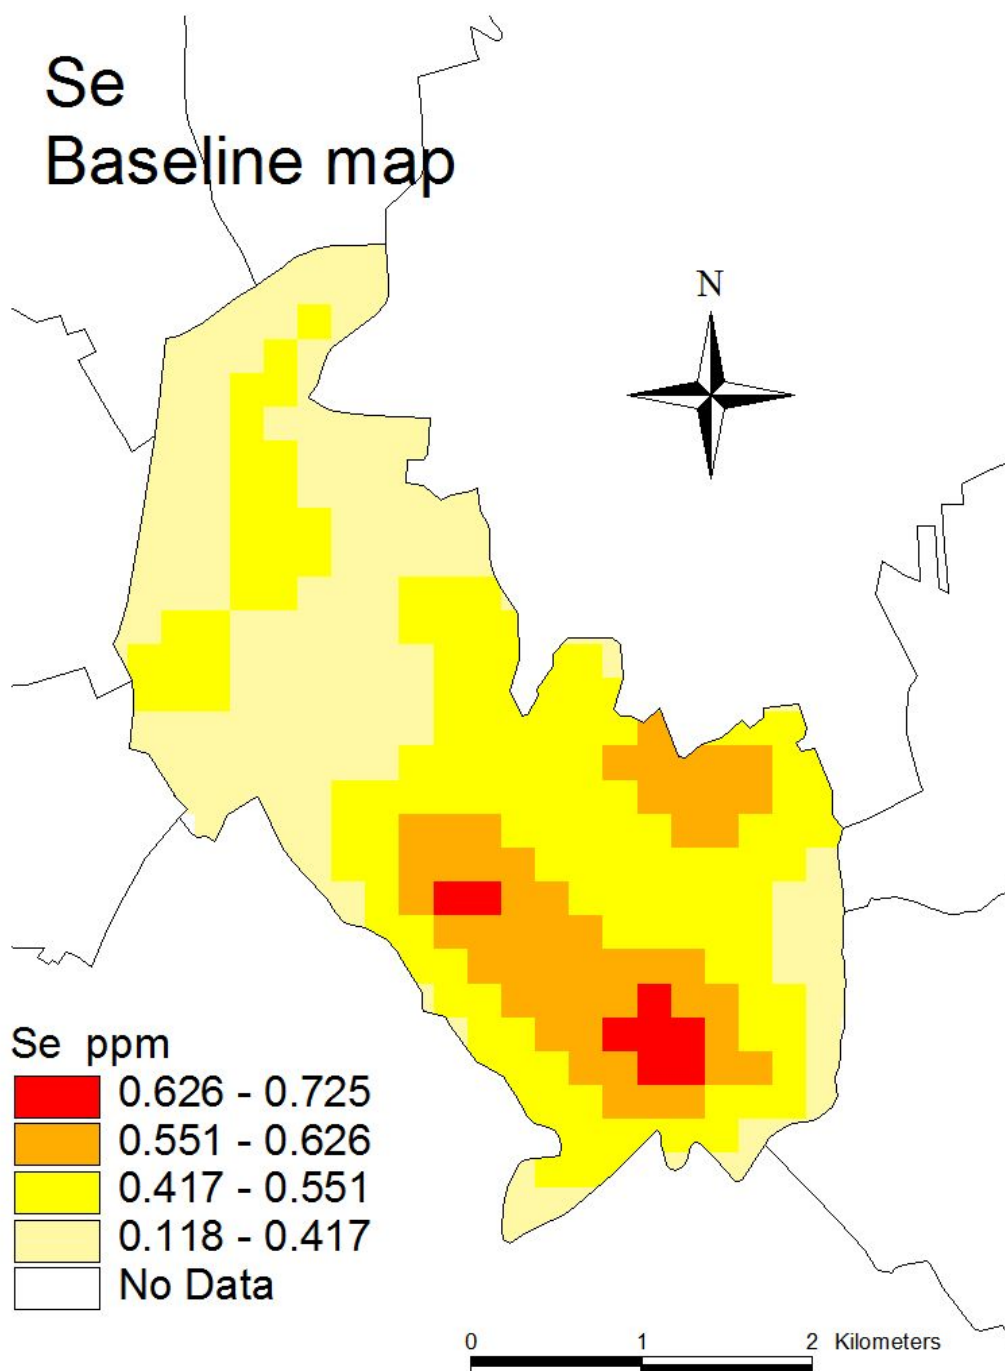 Se
Baseline map
N
Se ppm
0.626 - 0.725
0.551 - 0.626
0.417 - 0.551
0.118 - 0.417
No Data
0 1 2 Kilometers